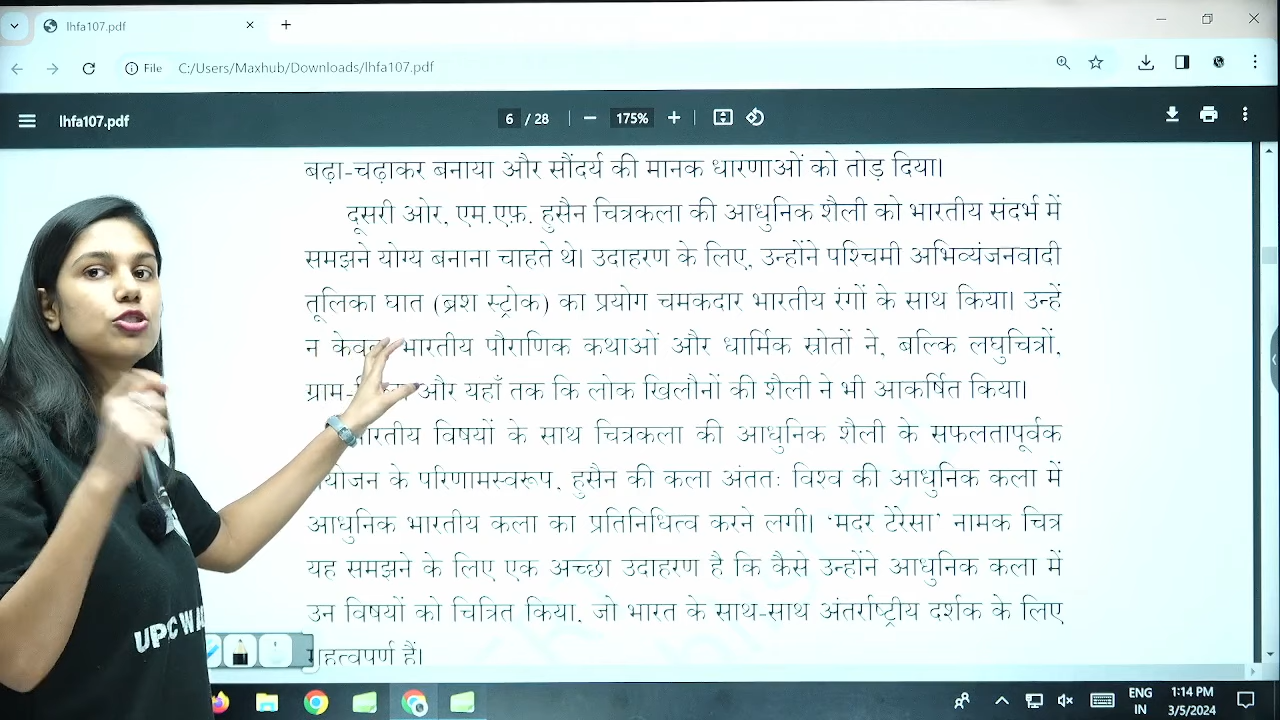 lhfa107.pdf
File C:/Users/Maxhub/Downloads/lhfa107.pdf
lhfa107.pdf 6 / 28 175%
बढ़ा-चढ़ाकर बनाया और सौंदर्य की मानक धारणाओं को तोड़ दिया।
दूसरी ओर, एम.एफ़. हुसैन चित्रकला की आधुनिक शैली को भारतीय संदर्भ में
समझने योग्य बनाना चाहते थे। उदाहरण के लिए, उन्होंने पश्चिमी अभिव्यंजनवादी
तूलिका घात (ब्रश स्ट्रोक) का प्रयोग चमकदार भारतीय रंगों के साथ किया। उन्हें
न केवल भारतीय पौराणिक कथाओं और धार्मिक स्रोतों ने, बल्कि लघुचित्रों,
ग्राम- और यहाँ तक कि लोक खिलौनों की शैली ने भी आकर्षित किया।
भारतीय विषयों के साथ चित्रकला की आधुनिक शैली के सफलतापूर्वक
के परिणामस्वरूप, हुसैन की कला अंततः विश्व की आधुनिक कला में
आधुनिक भारतीय कला का प्रतिनिधित्व करने लगी। ‘मदर टेरेसा’ नामक चित्र
यह समझने के लिए एक अच्छा उदाहरण है कि कैसे उन्होंने आधुनिक कला में
उन विषयों को चित्रित किया, जो भारत के साथ-साथ अंतर्राष्ट्रीय दर्शक के लिए
महत्वपूर्ण हैं।
UPC WA
ENG
IN
1:14 PM
3/5/2024